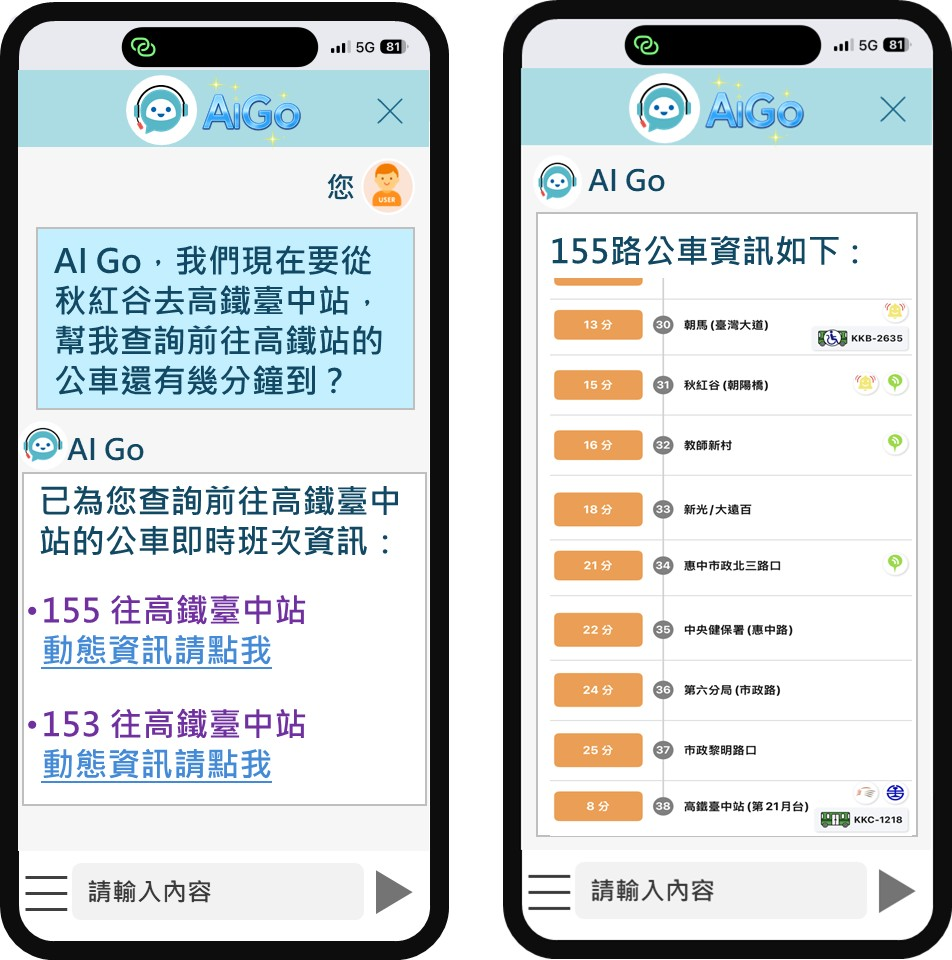 5G 81
AiGo
您
USER
AI Go，我們現在要從
秋紅谷去高鐵臺中站，
幫我查詢前往高鐵站的
公車還有幾分鐘到？
AI Go
已為您查詢前往高鐵臺中
站的公車即時班次資訊：
•155 往高鐵臺中站
動態資訊請點我
•153 往高鐵臺中站
動態資訊請點我
請輸入內容
5G 81
AiGo
AI Go
155路公車資訊如下：
13 分 30 朝馬(臺灣大道)
KKB-2635
15 分 31 秋紅谷(朝陽橋)
16 分 32 教師新村
18 分 33 新光/大遠百
21 分 34 惠中市政北三路口
22 分 35 中央健保署(惠中路)
24 分 36 第六分局(市政路)
25 分 37 市政黎明路口
8 分 38 高鐵臺中站(第21月台)
KKC-1218
請輸入內容